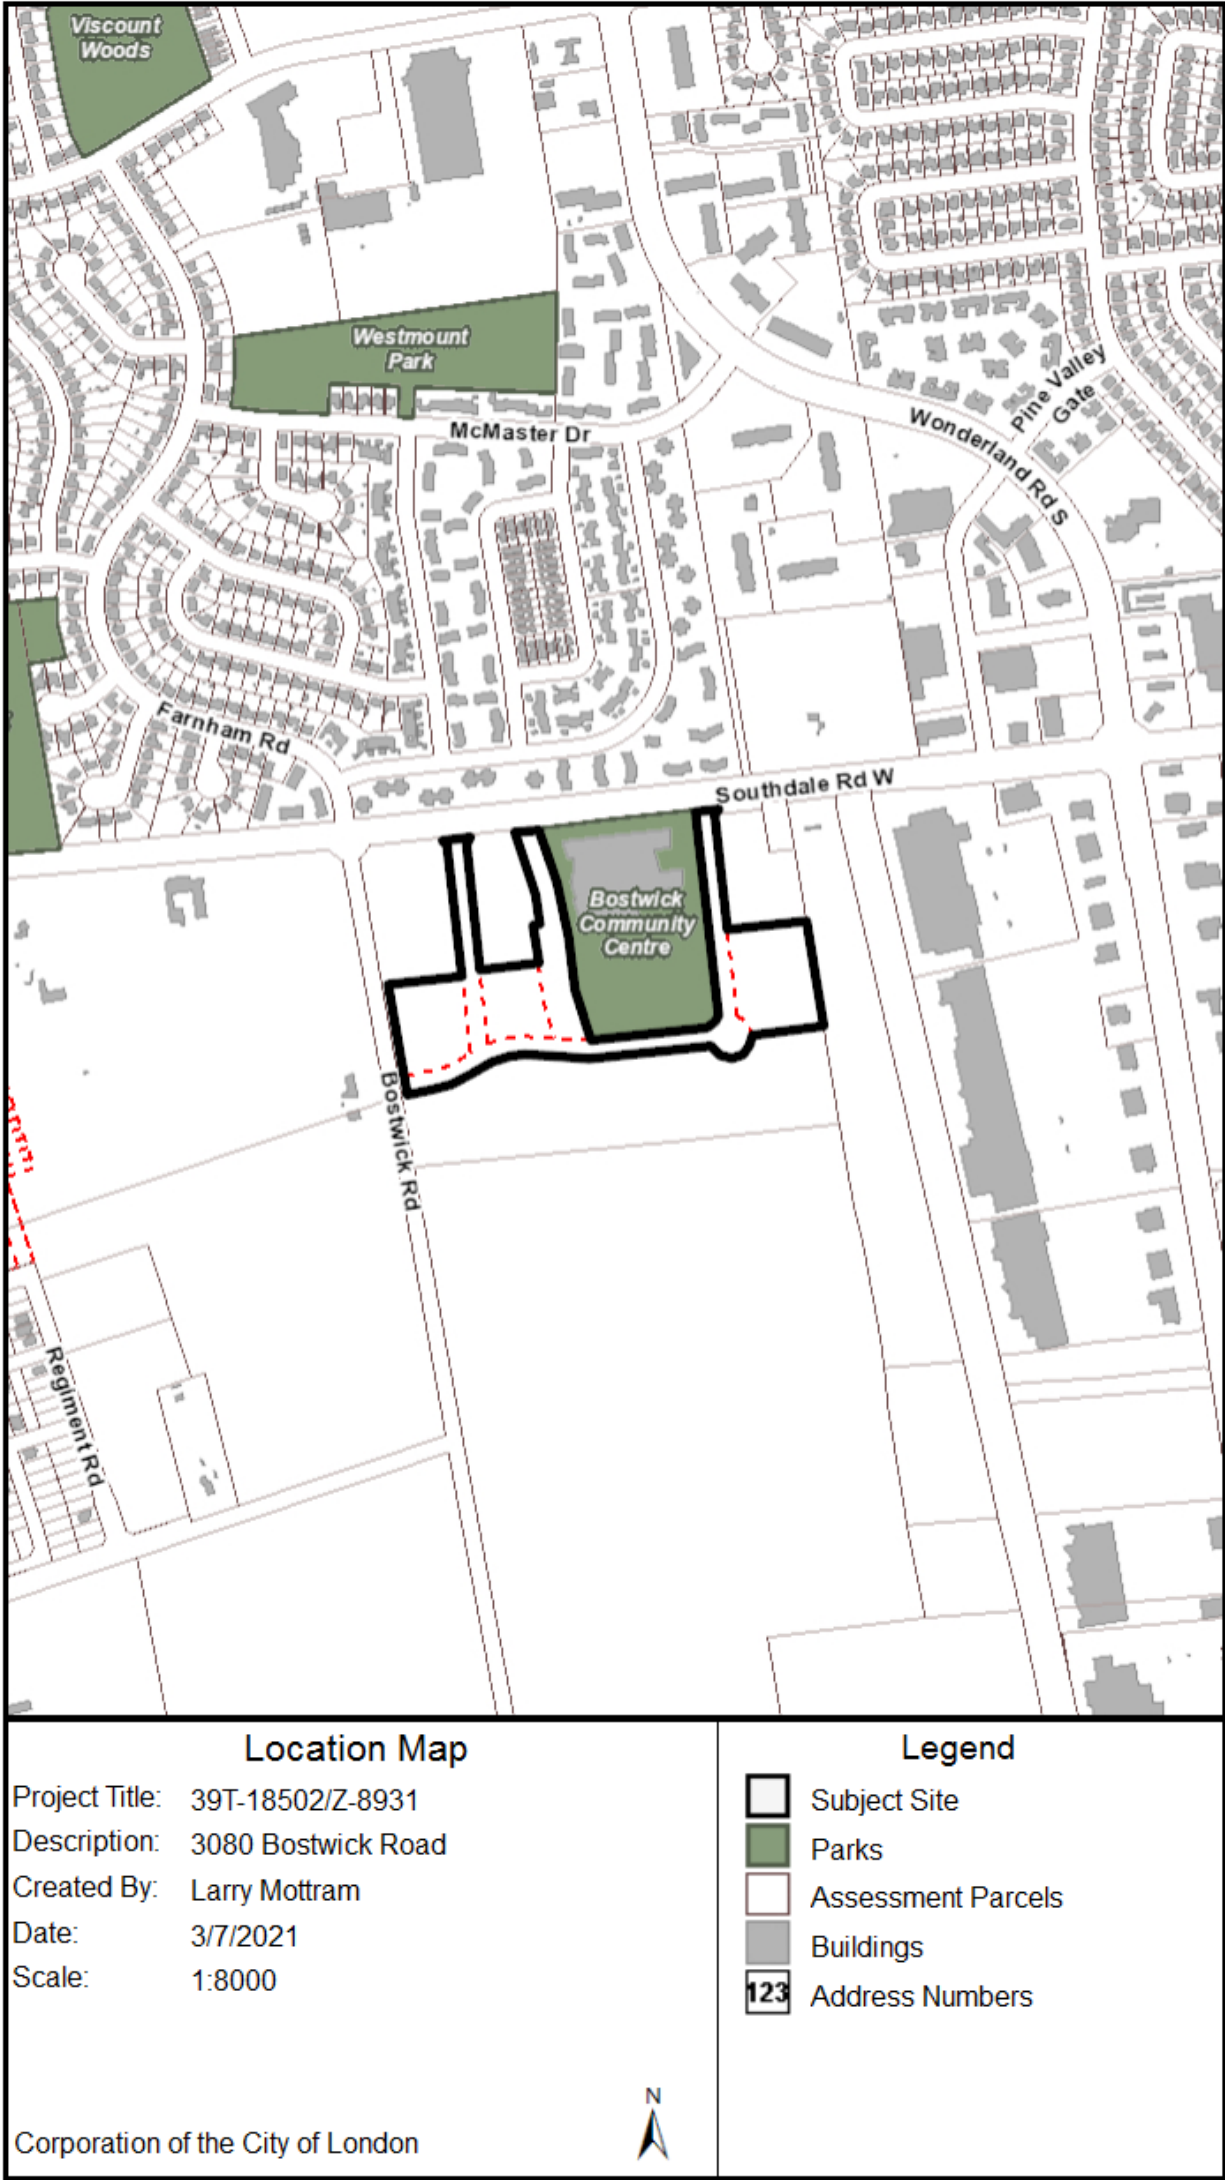 Viscount
Woods
Westmount
Park
McMaster Dr
Pine Valley
Gate
Wonderland Rd S
Farnham Rd
Southdale Rd W
Bostwick
Community
Centre
Bostwick Rd
Regiment Rd
Location Map
Project Title: 39T-18502/Z-8931
Description: 3080 Bostwick Road
Created By: Larry Mottram
Date: 3/7/2021
Scale: 1:8000
N
Corporation of the City of London
Legend
Subject Site
Parks
Assessment Parcels
Buildings
123 Address Numbers